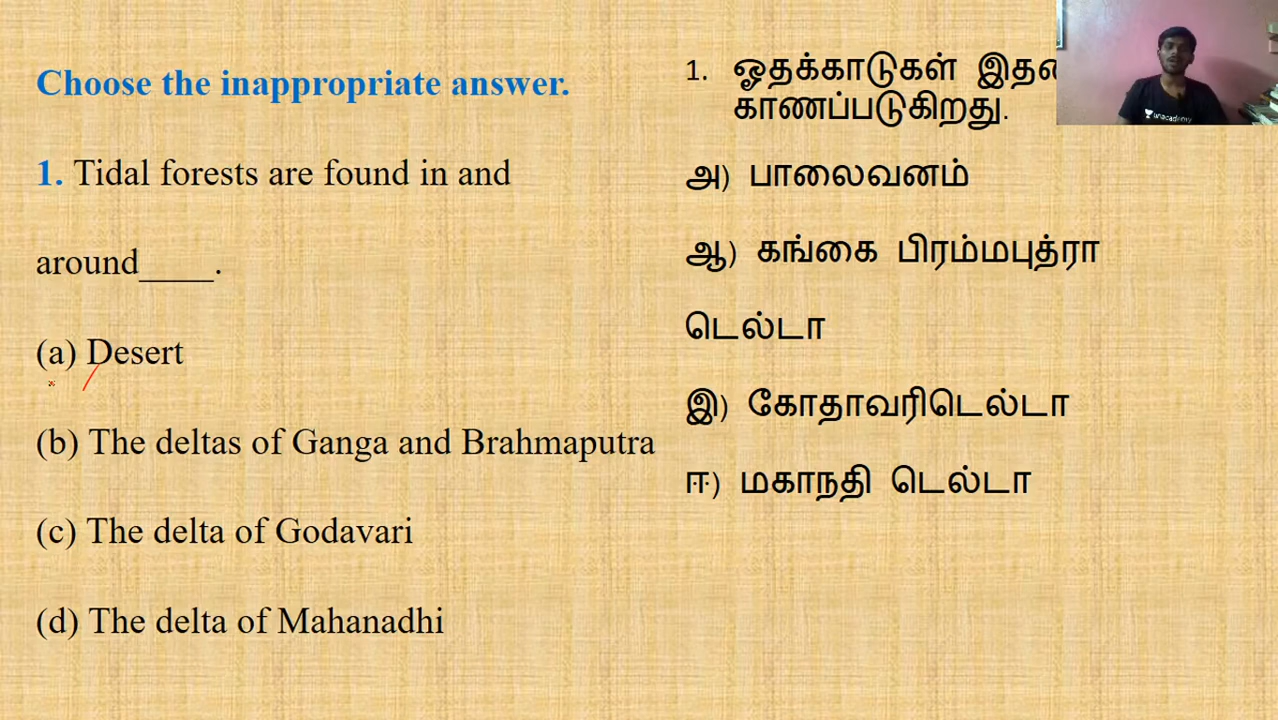 Choose the inappropriate answer.
1. Tidal forests are found in and
around____.
(a) Desert
(b) The deltas of Ganga and Brahmaputra
(c) The delta of Godavari
(d) The delta of Mahanadhi
1. ஓதக்காடுகள்
காணப்படுகிறது.
அ) பாலைவனம்
ஆ) கங்கை பிரம்மபுத்ரா
டெல்டா
இ) கோதாவரிடெல்டா
ஈ) மகாநதி டெல்டா
unacademy